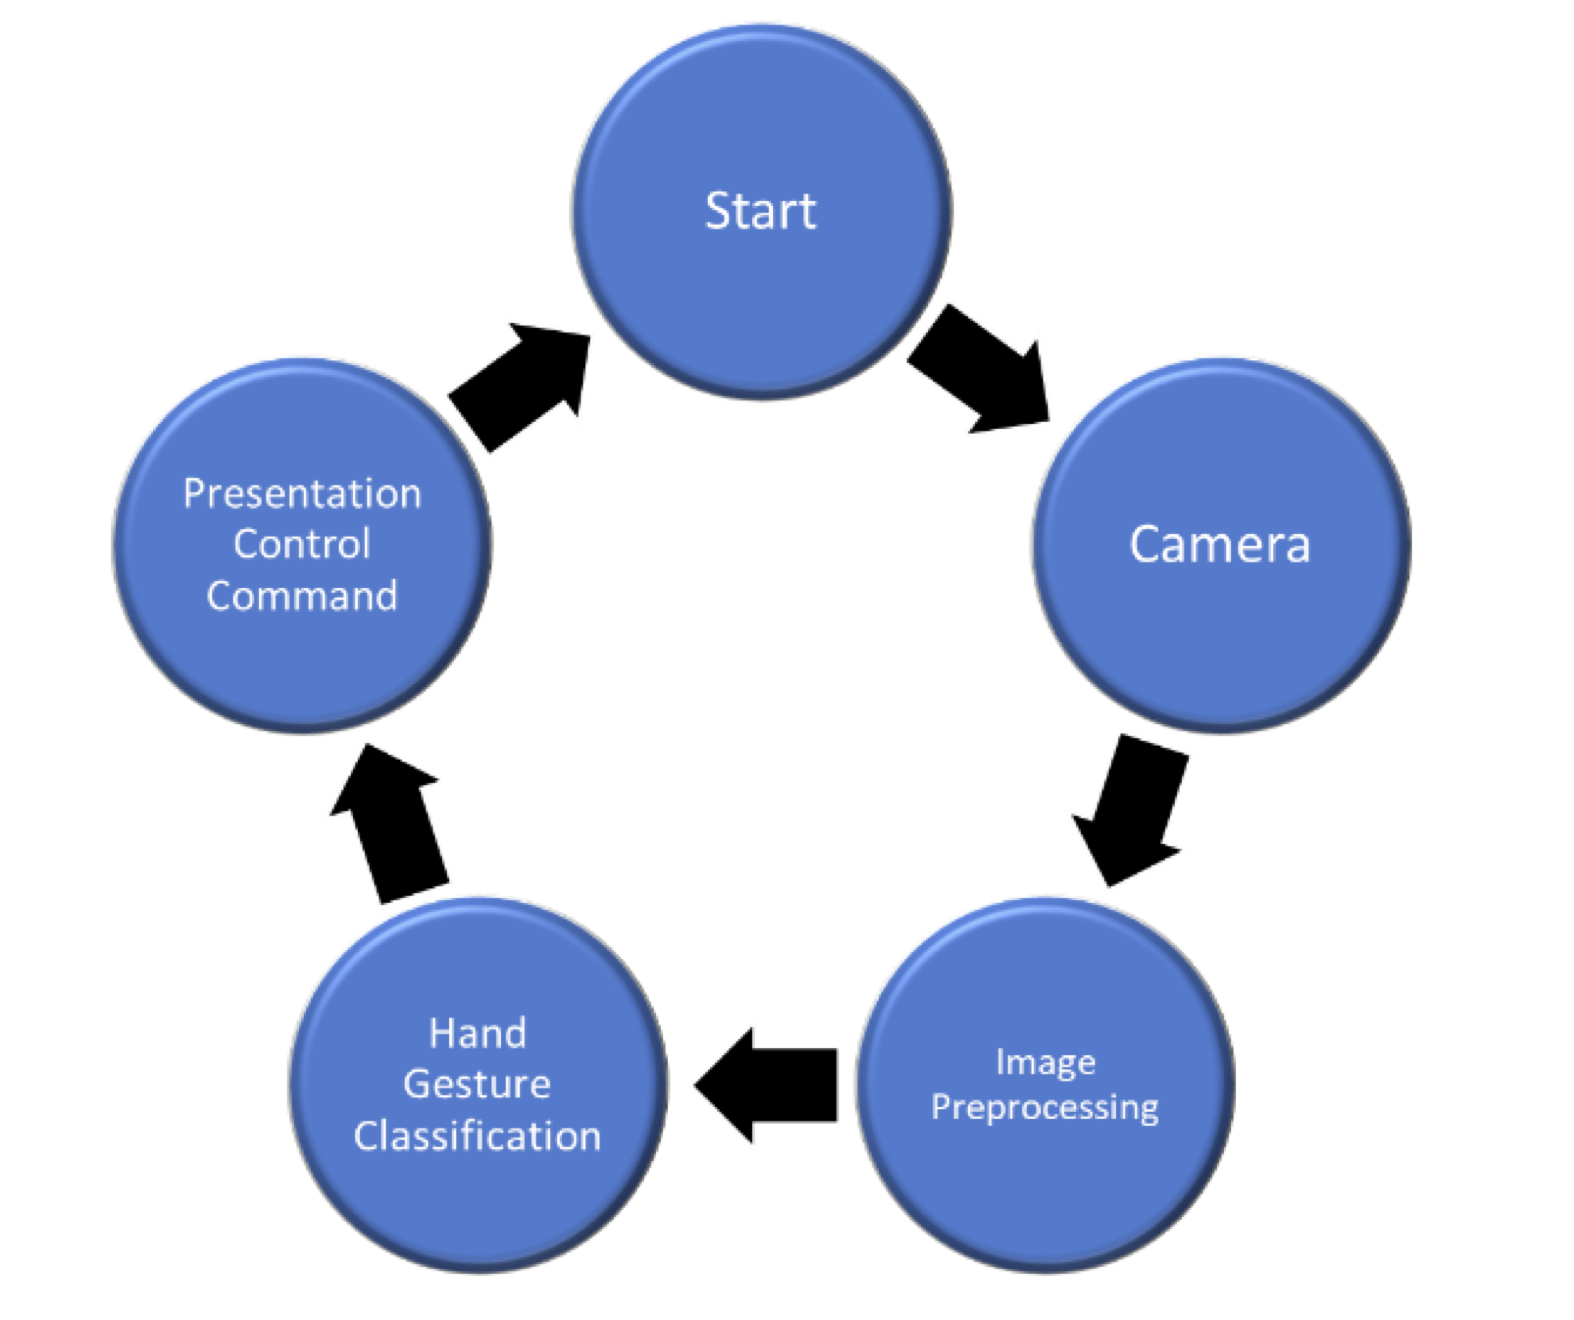 Start
Camera
Image
Preprocessing
Hand
Gesture
Classification
Presentation
Control
Command